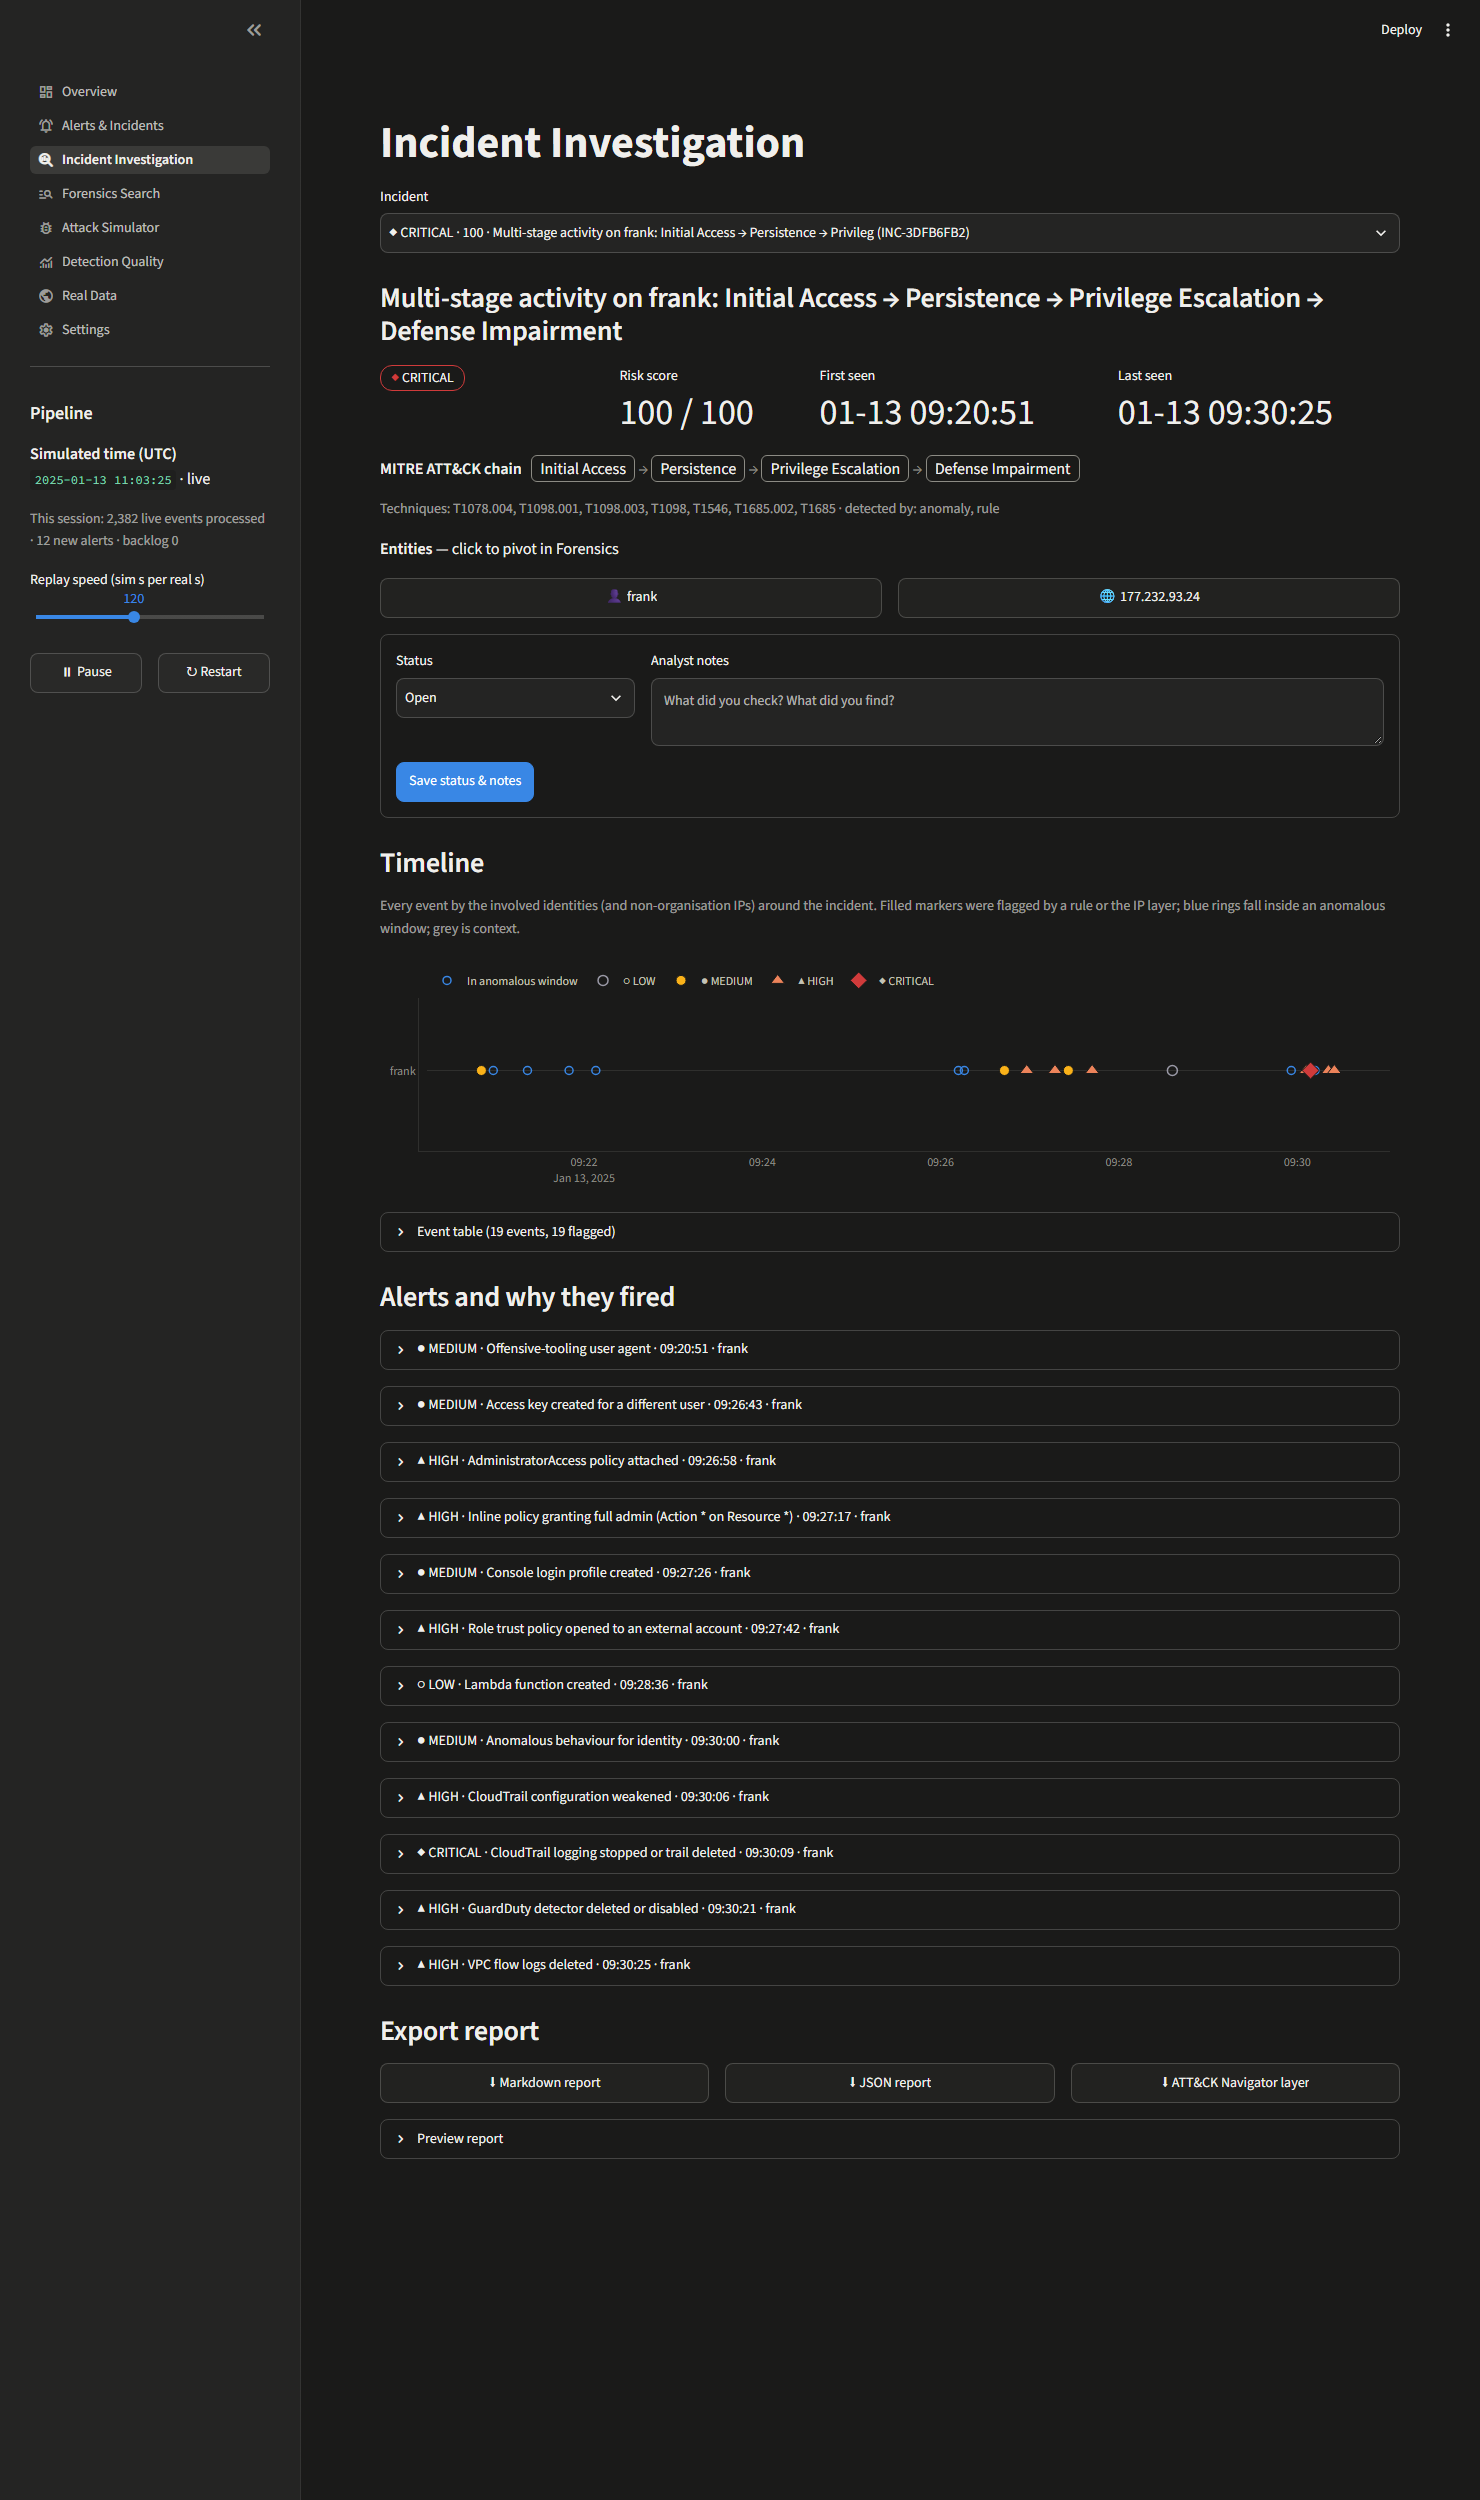 Deploy
Overview
Alerts & Incidents
Incident Investigation
Forensics Search
Attack Simulator
Detection Quality
Real Data
Settings
Pipeline
Simulated time (UTC)
2025-01-13 11:03:25 · live
This session: 2,382 live events processed
· 12 new alerts · backlog 0
Replay speed (sim s per real s)
120
Pause
↻ Restart
Incident Investigation
Incident
◆ CRITICAL · 100 · Multi-stage activity on frank: Initial Access → Persistence → Privileg (INC-3DFB6FB2)
Multi-stage activity on frank: Initial Access → Persistence → Privilege Escalation →
Defense Impairment
◆ CRITICAL
Risk score
100 / 100
First seen
01-13 09:20:51
Last seen
01-13 09:30:25
MITRE ATT&CK chain Initial Access → Persistence → Privilege Escalation → Defense Impairment
Techniques: T1078.004, T1098.001, T1098.003, T1098, T1546, T1685.002, T1685 · detected by: anomaly, rule
Entities — click to pivot in Forensics
frank
177.232.93.24
Status
Open
Analyst notes
What did you check? What did you find?
Save status & notes
Timeline
Every event by the involved identities (and non-organisation IPs) around the incident. Filled markers were flagged by a rule or the IP layer; blue rings fall inside an anomalous
window; grey is context.
In anomalous window ○ LOW ● MEDIUM ▲ HIGH ◆ CRITICAL
frank
09:22 09:24 09:26 09:28 09:30
Jan 13, 2025
Event table (19 events, 19 flagged)
Alerts and why they fired
● MEDIUM · Offensive-tooling user agent · 09:20:51 · frank
● MEDIUM · Access key created for a different user · 09:26:43 · frank
▲ HIGH · AdministratorAccess policy attached · 09:26:58 · frank
▲ HIGH · Inline policy granting full admin (Action * on Resource *) · 09:27:17 · frank
● MEDIUM · Console login profile created · 09:27:26 · frank
▲ HIGH · Role trust policy opened to an external account · 09:27:42 · frank
○ LOW · Lambda function created · 09:28:36 · frank
● MEDIUM · Anomalous behaviour for identity · 09:30:00 · frank
▲ HIGH · CloudTrail configuration weakened · 09:30:06 · frank
◆ CRITICAL · CloudTrail logging stopped or trail deleted · 09:30:09 · frank
▲ HIGH · GuardDuty detector deleted or disabled · 09:30:21 · frank
▲ HIGH · VPC flow logs deleted · 09:30:25 · frank
Export report
⬇ Markdown report
⬇ JSON report
⬇ ATT&CK Navigator layer
Preview report